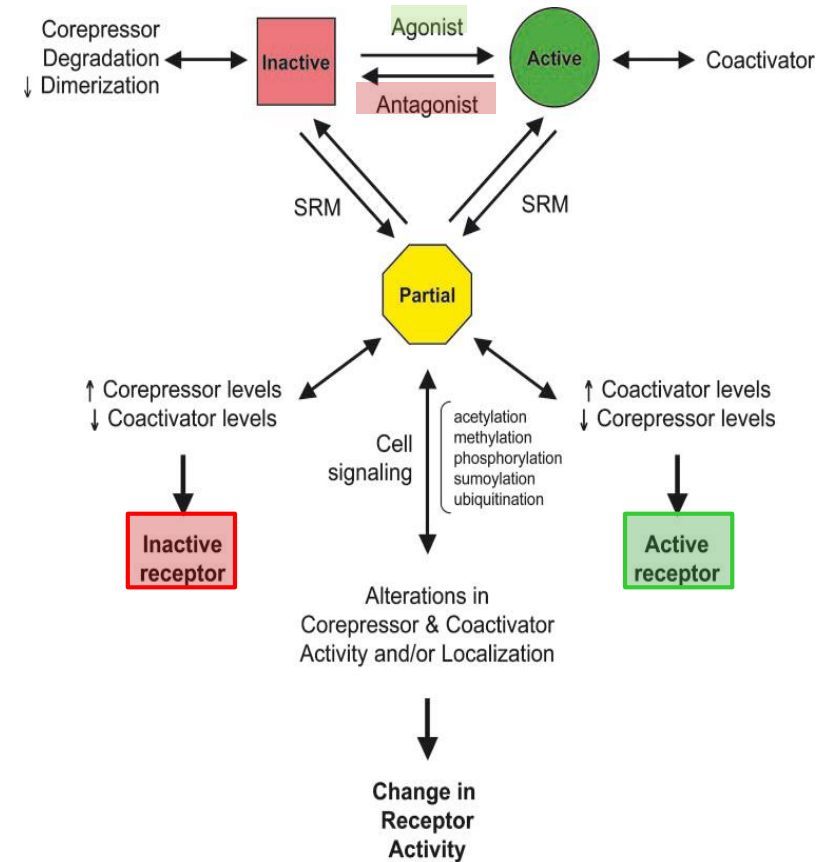 Corepressor
Degradation
↓ Dimerization
Inactive
Agonist
Antagonist
Active
Coactivator
SRM
SRM
Partial
↑ Corepressor levels
↓ Coactivator levels
Cell
signaling
acetylation
methylation
phosphorylation
sumoylation
ubiquitination
↑ Coactivator levels
↓ Corepressor levels
Inactive
receptor
Active
receptor
Alterations in
Corepressor & Coactivator
Activity and/or Localization
Change in
Receptor
Activity